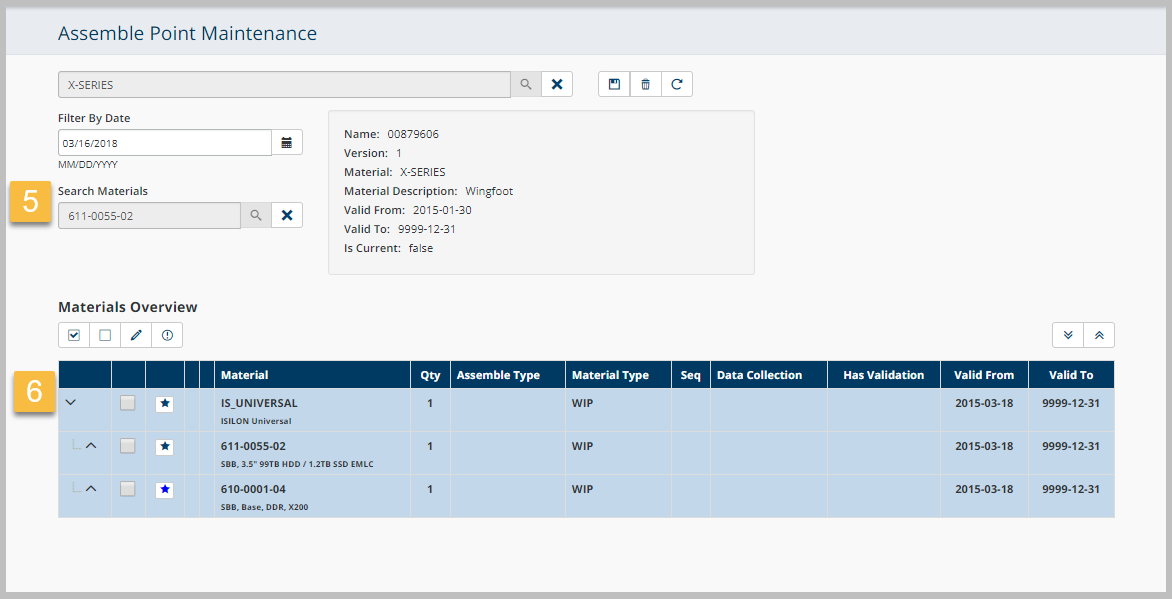 Assemble Point Maintenance
X-SERIES
Filter By Date
03/16/2018
MM/DD/YYYY
5
Search Materials
611-0055-02
Name: 00879606
Version: 1
Material: X-SERIES
Material Description: Wingfoot
Valid From: 2015-01-30
Valid To: 9999-12-31
Is Current: false
Materials Overview
6
Material Qty Assemble Type Material Type Seq Data Collection Has Validation Valid From Valid To
IS_UNIVERSAL 1 WIP 2015-03-18 9999-12-31
ISILON Universal
611-0055-02 1 WIP 2015-03-18 9999-12-31
SBB, 3.5" 99TB HDD / 1.2TB SSD EMLC
610-0001-04 1 WIP 2015-03-18 9999-12-31
SBB, Base, DDR, X200